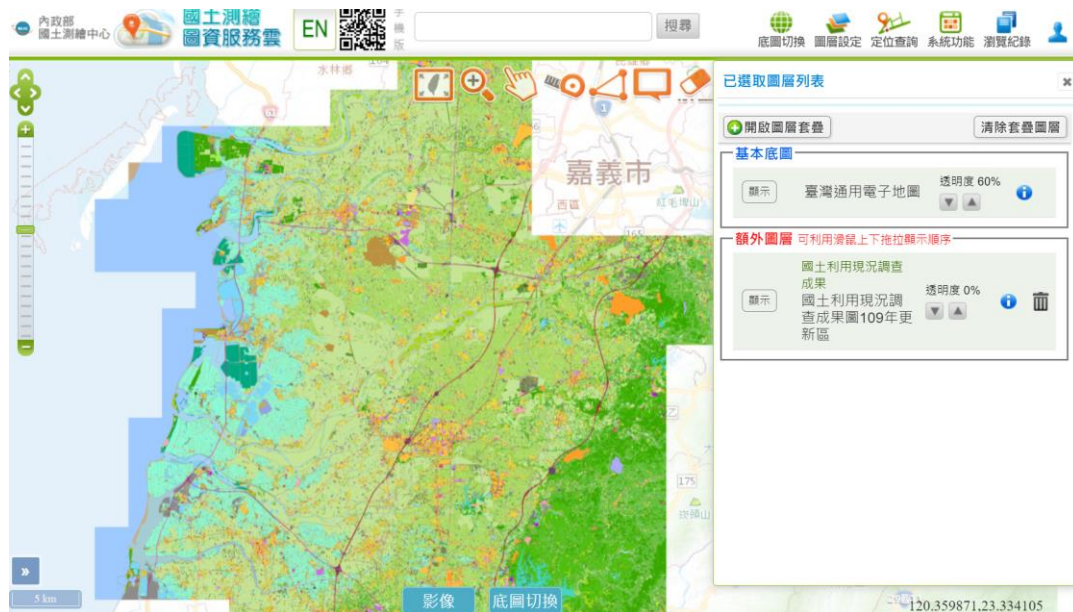 內政部
國土測繪中心
國土測繪
圖資服務雲
EN
手機版
搜尋
底圖切換
圖層設定
定位查詢
系統功能
瀏覽紀錄
水林鄉
嘉義市
西區
紅毛埤山
165
1
61
175
已選取圖層列表
開啟圖層套疊
清除套疊圖層
基本底圖
顯示
臺灣通用電子地圖
透明度 60%
額外圖層 可利用滑鼠上下拖拉顯示順序
國土利用現況調查
成果
顯示
國土利用現況調
查成果圖109年更
新區
透明度 0%
»
5 km
影像
底圖切換
120.359871,23.334105